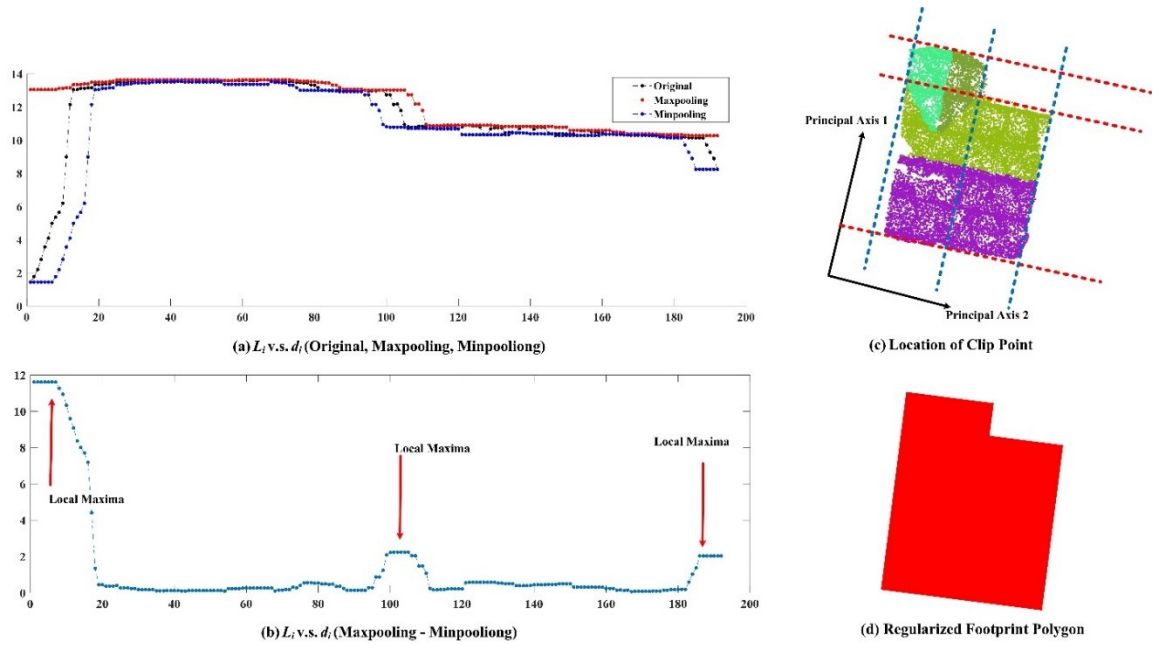 14
12
10
8
6
4
2
0
0 20 40 60 80 100 120 140 160 180 200
Original
Maxpooling
Minpooling
(a) Lᵢ v.s. dᵢ (Original, Maxpooling, Minpooliong)
12
10
8
6
4
2
0
0 20 40 60 80 100 120 140 160 180 200
Local Maxima
Local Maxima
Local Maxima
(b) Lᵢ v.s. dᵢ (Maxpooling - Minpooliong)
Principal Axis 1
Principal Axis 2
(c) Location of Clip Point
(d) Regularized Footprint Polygon